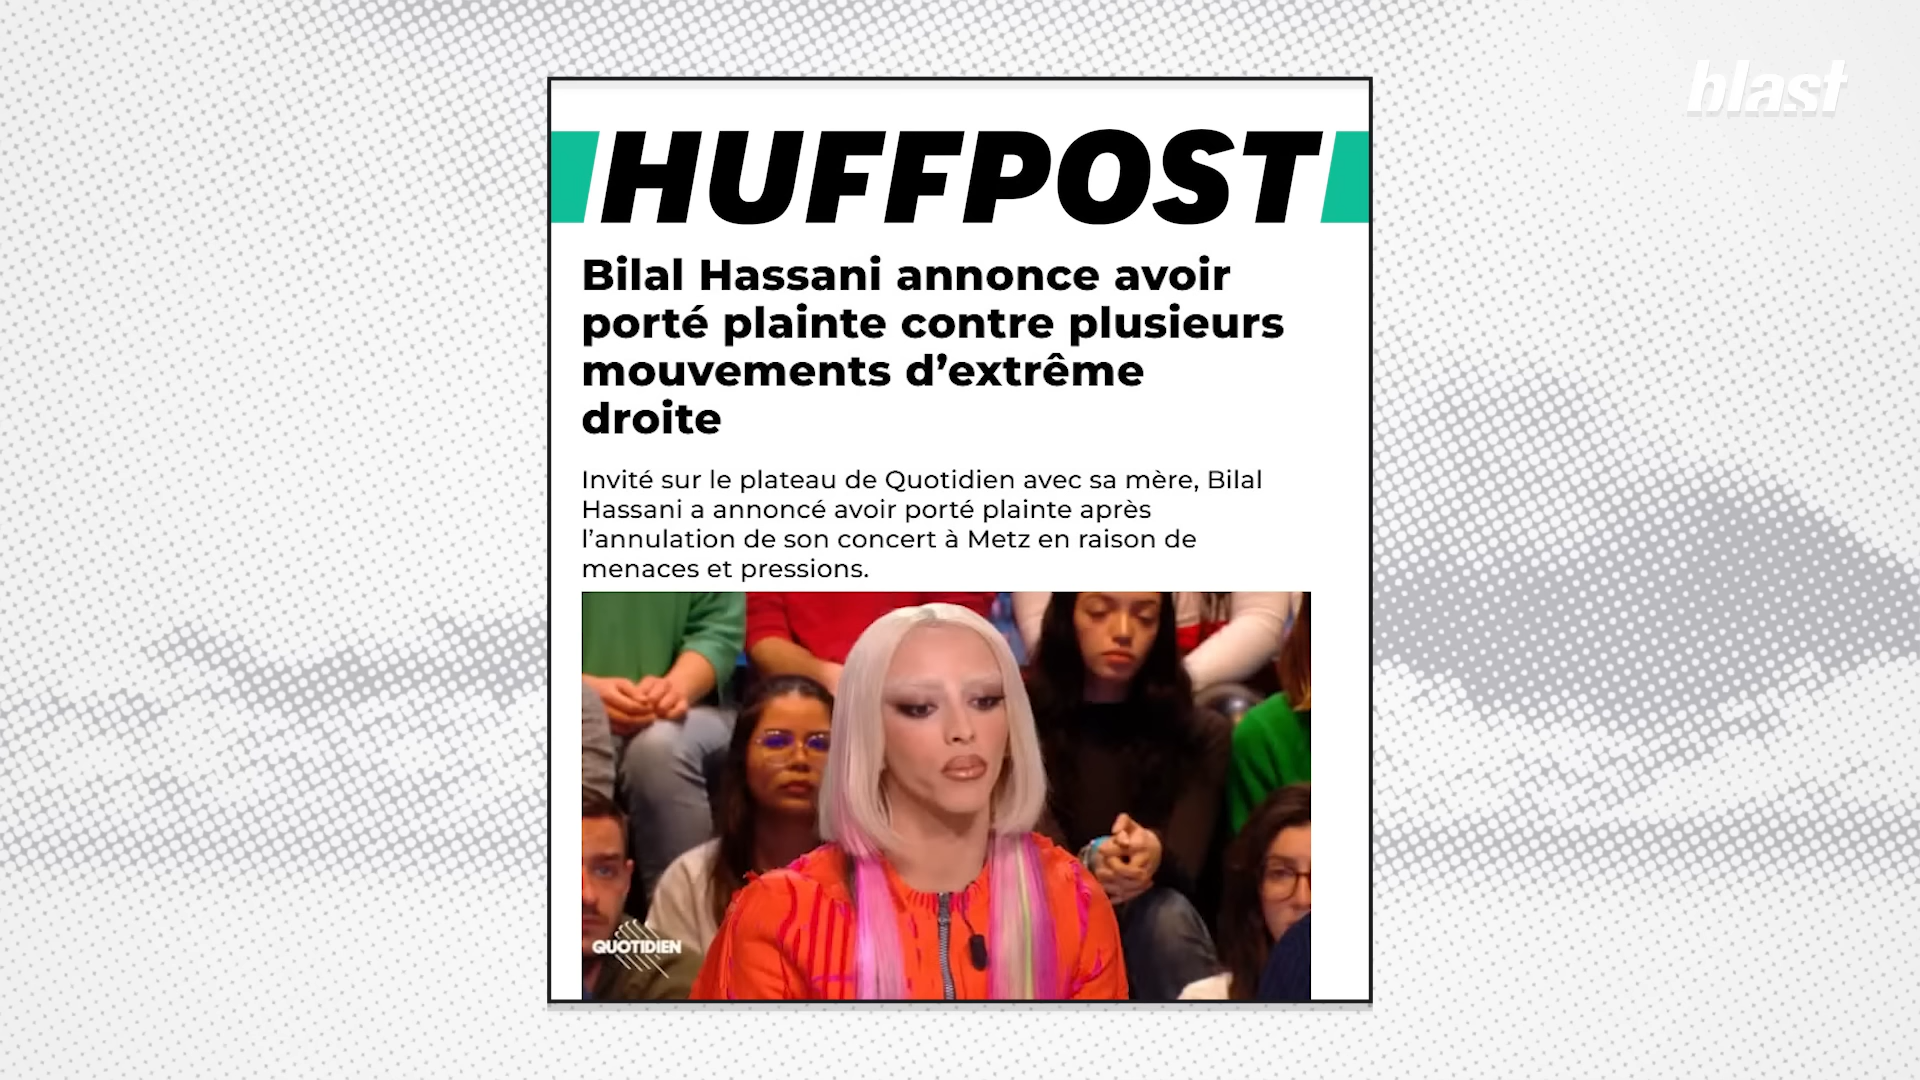 blast
HUFFPOST
Bilal Hassani annonce avoir
porté plainte contre plusieurs
mouvements d’extrême
droite
Invité sur le plateau de Quotidien avec sa mère, Bilal
Hassani a annoncé avoir porté plainte après
l’annulation de son concert à Metz en raison de
menaces et pressions.
QUOTIDIEN